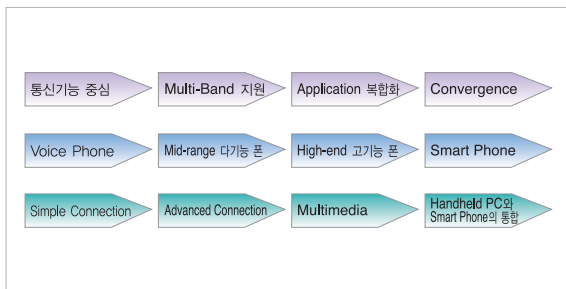 통신기능 중심
Multi-Band 지원
Application 복합화
Convergence
Voice Phone
Mid-range 다기능 폰
High-end 고기능 폰
Smart Phone
Simple Connection
Advanced Connection
Multimedia
Handheld PC와
Smart Phone의 통합